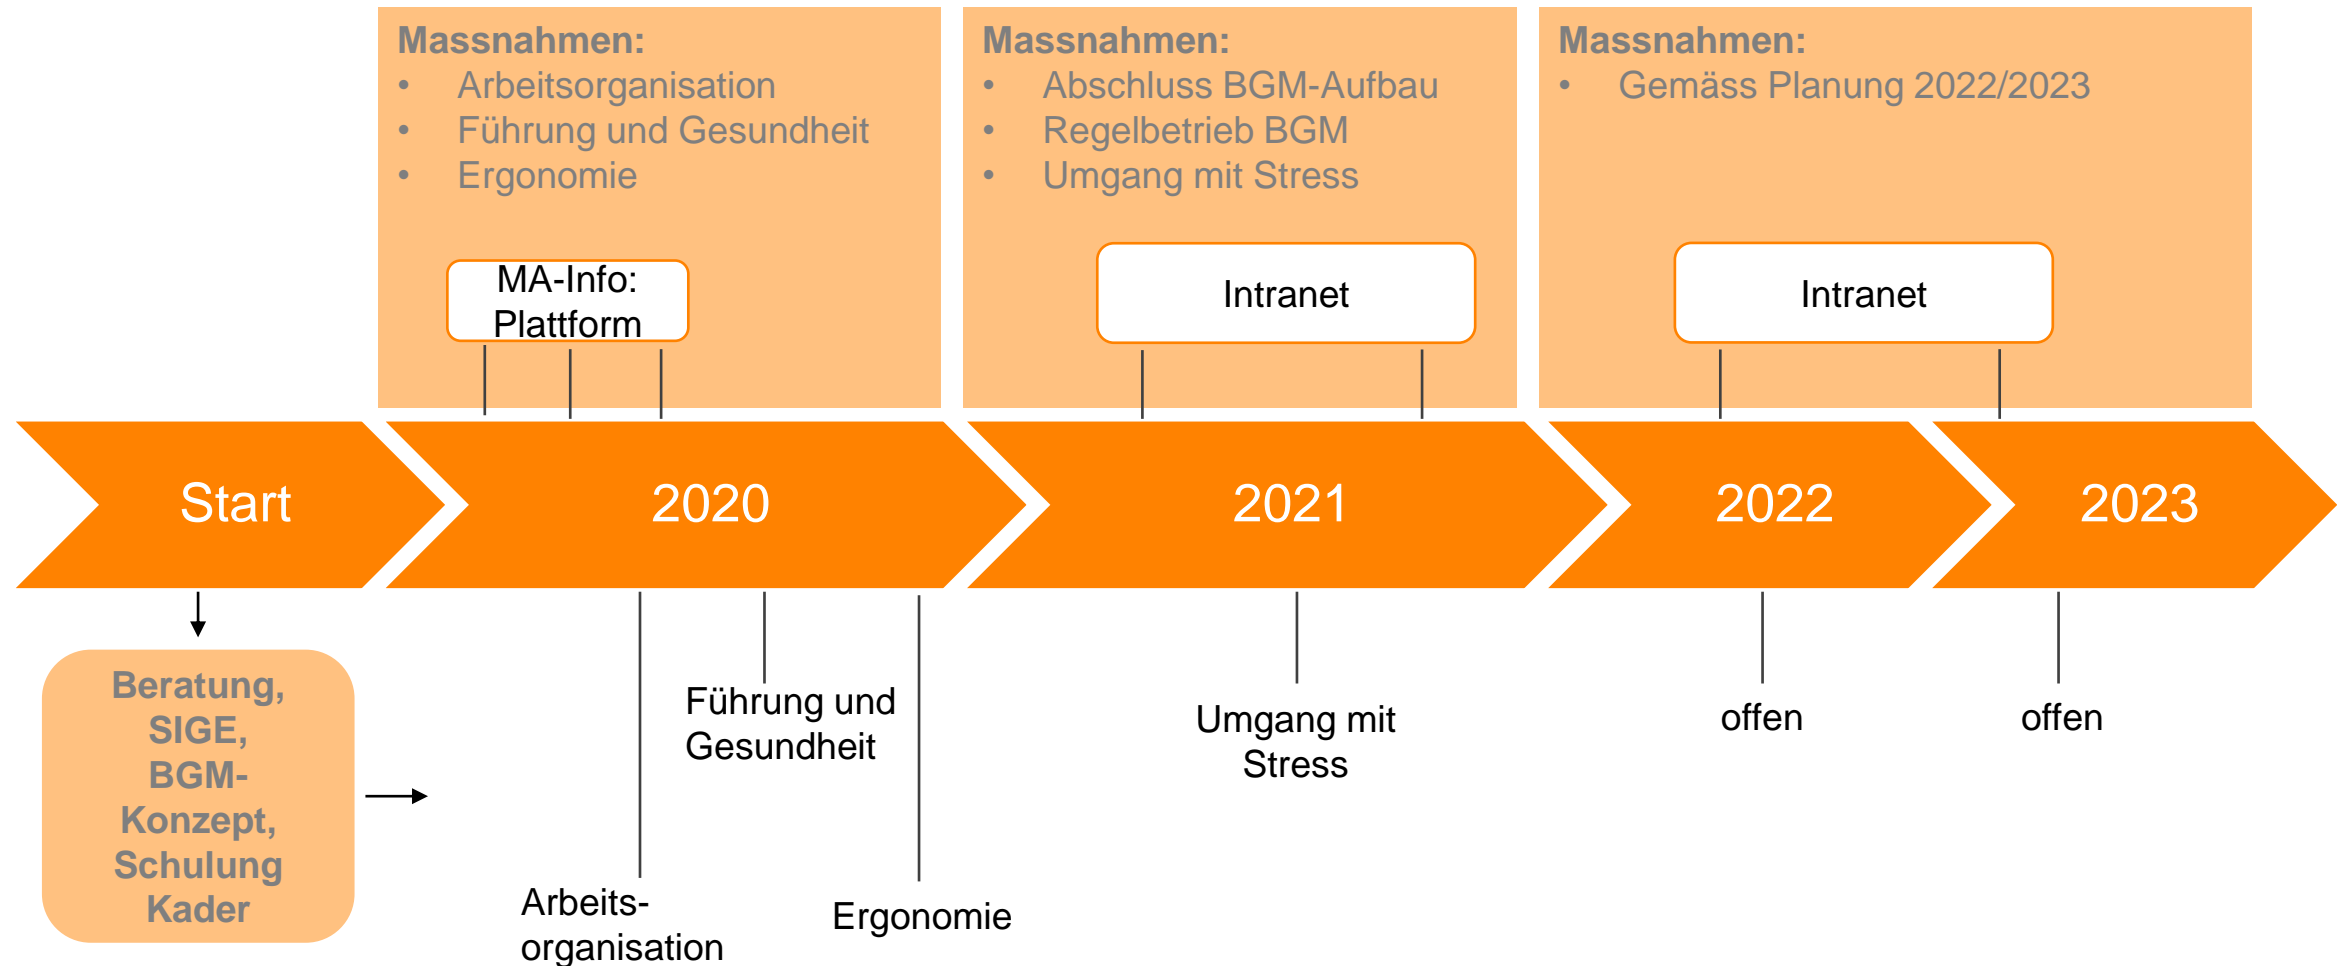 Massnahmen:
• Arbeitsorganisation
• Führung und Gesundheit
• Ergonomie
MA-Info:
Plattform
Massnahmen:
• Abschluss BGM-Aufbau
• Regelbetrieb BGM
• Umgang mit Stress
Intranet
Massnahmen:
• Gemäss Planung 2022/2023
Intranet
Start
2020
2021
2022
2023
Beratung,
SIGE,
BGM-
Konzept,
Schulung
Kader
Arbeits-
organisation
Führung und
Gesundheit
Ergonomie
Umgang mit
Stress
offen
offen